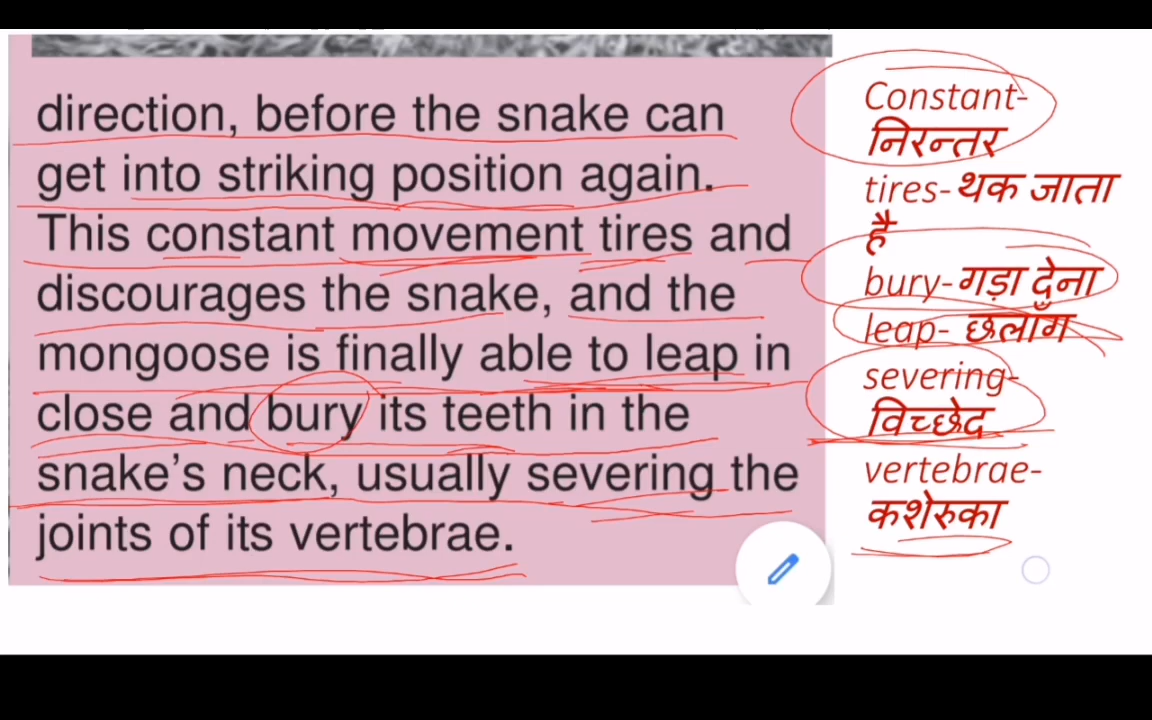 direction, before the snake can
get into striking position again.
This constant movement tires and
discourages the snake, and the
mongoose is finally able to leap in
close and bury its teeth in the
snake’s neck, usually severing the
joints of its vertebrae.
Constant-
निरन्तर
tires- थक जाता
है
bury- गड़ा देना
leap- छलाँग
severing-
विच्छेद
vertebrae-
कशेरुका